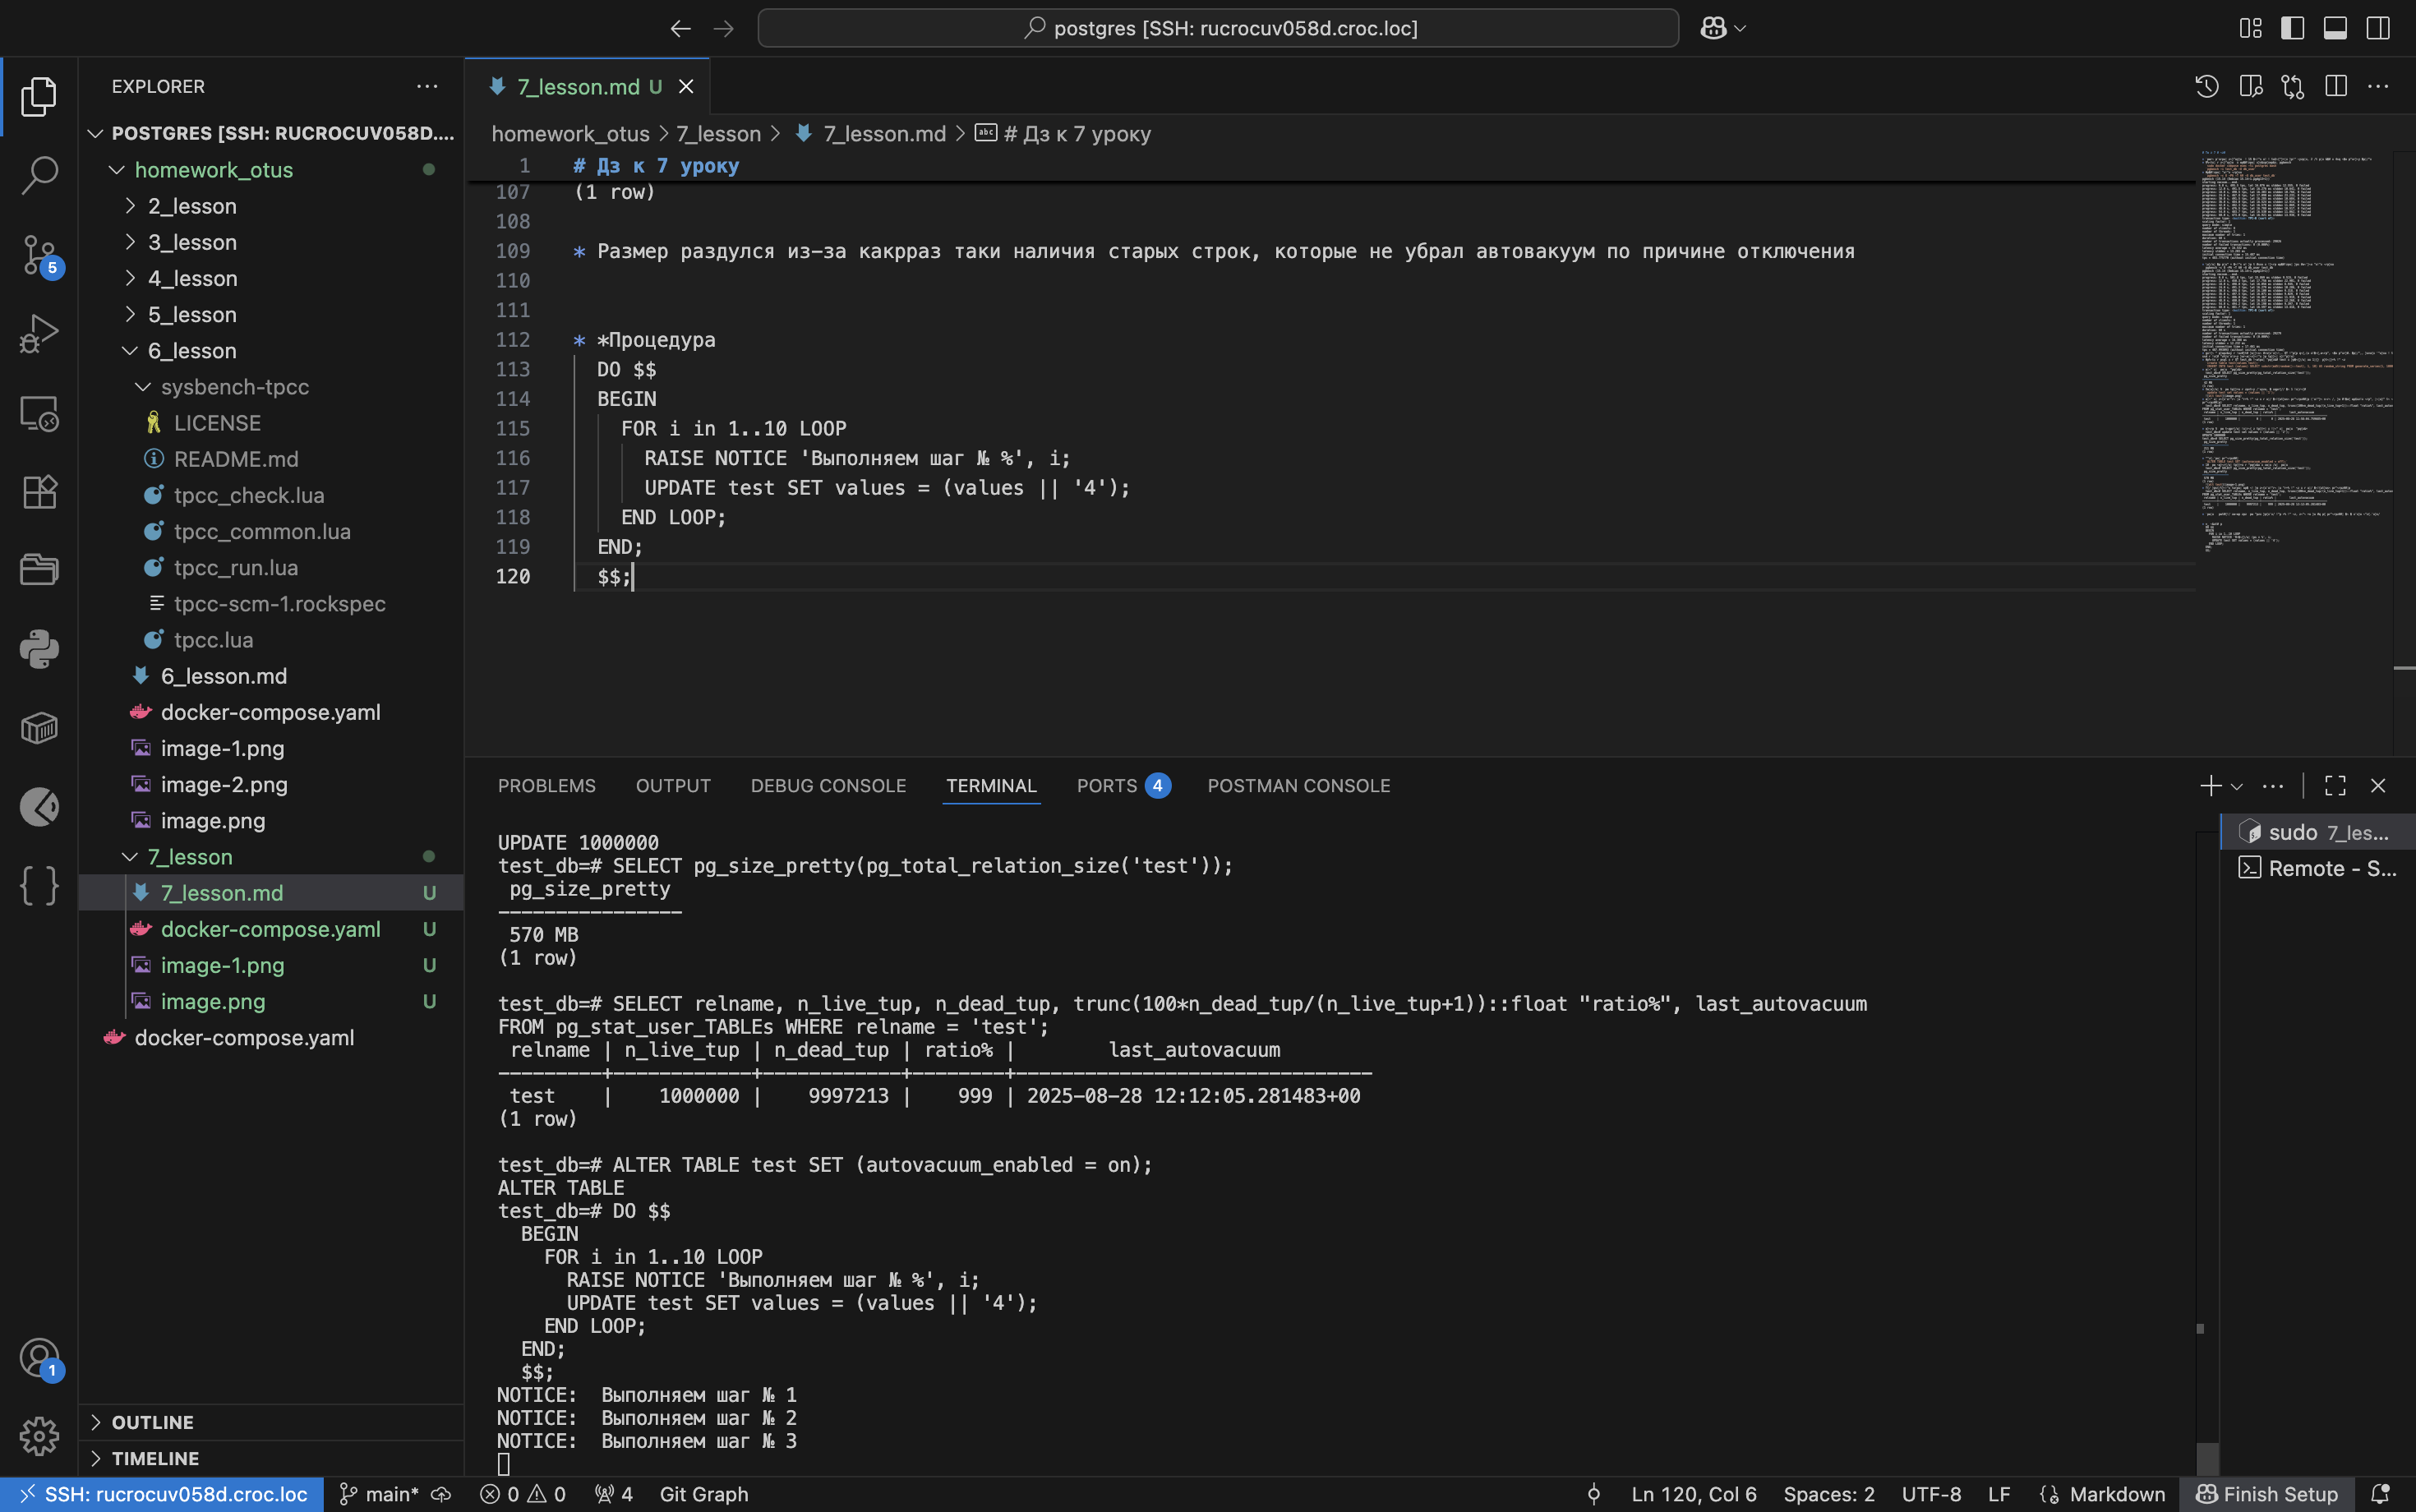 postgres [SSH: rucrocuv058d.croc.loc]
EXPLORER
POSTGRES [SSH: RUCROCUV058D....
homework_otus
2_lesson
3_lesson
4_lesson
5_lesson
6_lesson
sysbench-tpcc
LICENSE
README.md
tpcc_check.lua
tpcc_common.lua
tpcc_run.lua
tpcc-scm-1.rockspec
tpcc.lua
6_lesson.md
docker-compose.yaml
image-1.png
image-2.png
image.png
7_lesson
7_lesson.md U
docker-compose.yaml U
image-1.png U
image.png U
docker-compose.yaml
OUTLINE
TIMELINE
5
1
7_lesson.md U
homework_otus > 7_lesson > 7_lesson.md > # Дз к 7 уроку
1 # Дз к 7 уроку
107 (1 row)
108
109 * Размер раздулся из-за какрраз таки наличия старых строк, которые не убрал автовакуум по причине отключения
110
111
112 * *Процедура
113 DO $$
114 BEGIN
115 FOR i in 1..10 LOOP
116 RAISE NOTICE 'Выполняем шаг № %', i;
117 UPDATE test SET values = (values || '4');
118 END LOOP;
119 END;
120 $$;
PROBLEMS OUTPUT DEBUG CONSOLE TERMINAL PORTS 4 POSTMAN CONSOLE
UPDATE 1000000
test_db=# SELECT pg_size_pretty(pg_total_relation_size('test'));
pg_size_pretty
----------------
570 MB
(1 row)
test_db=# SELECT relname, n_live_tup, n_dead_tup, trunc(100*n_dead_tup/(n_live_tup+1))::float "ratio%", last_autovacuum
FROM pg_stat_user_TABLEs WHERE relname = 'test';
relname | n_live_tup | n_dead_tup | ratio% | last_autovacuum
---------+------------+------------+--------+-------------------------------
test | 1000000 | 9997213 | 999 | 2025-08-28 12:12:05.281483+00
(1 row)
test_db=# ALTER TABLE test SET (autovacuum_enabled = on);
ALTER TABLE
test_db=# DO $$
BEGIN
FOR i in 1..10 LOOP
RAISE NOTICE 'Выполняем шаг № %', i;
UPDATE test SET values = (values || '4');
END LOOP;
END;
$$;
NOTICE: Выполняем шаг № 1
NOTICE: Выполняем шаг № 2
NOTICE: Выполняем шаг № 3
sudo 7_les...
Remote - S...
SSH: rucrocuv058d.croc.loc main* 0 0 4 Git Graph Ln 120, Col 6 Spaces: 2 UTF-8 LF Markdown Finish Setup